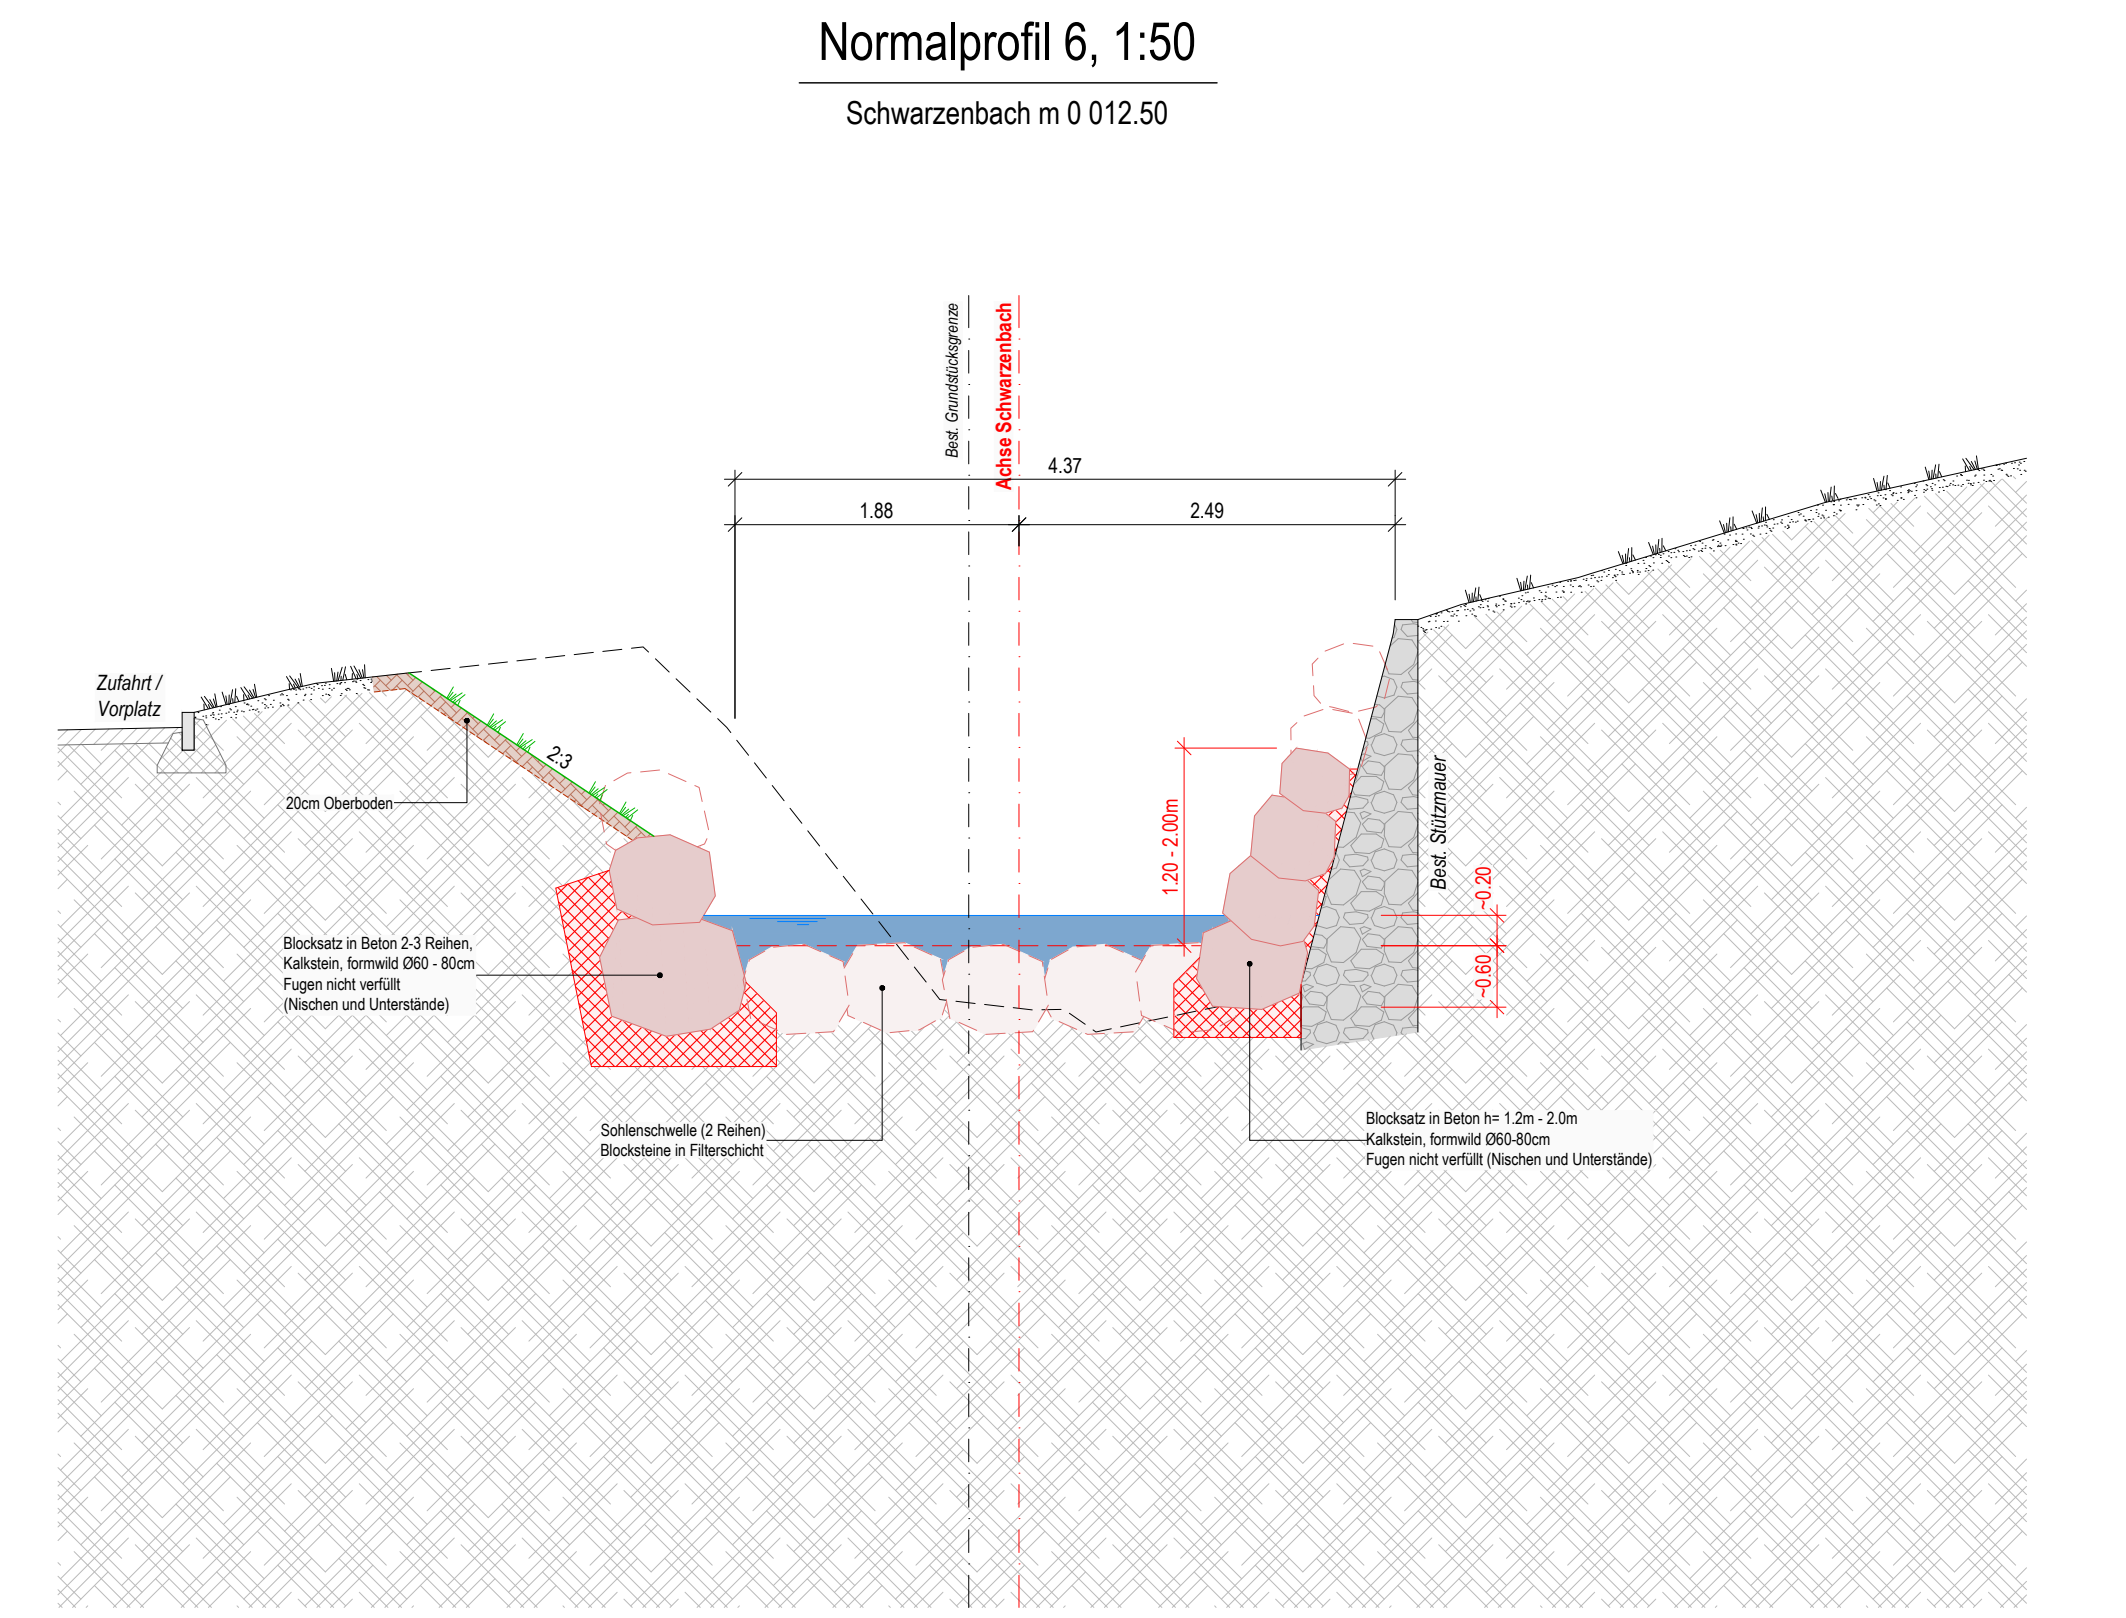 Normalprofil 6, 1:50
Schwarzenbach m 0 012.50
Best. Grundstücksgrenze
Achse Schwarzenbach
4.37
1.88
2.49
Zufahrt /
Vorplatz
2:3
20cm Oberboden
1.20 - 2.00m
Best. Stützmauer
~0.20
~0.60
Blocksatz in Beton 2-3 Reihen,
Kalkstein, formwild Ø60 - 80cm
Fugen nicht verfüllt
(Nischen und Unterstände)
Sohlenschwelle (2 Reihen)
Blocksteine in Filterschicht
Blocksatz in Beton h= 1.2m - 2.0m
Kalkstein, formwild Ø60-80cm
Fugen nicht verfüllt (Nischen und Unterstände)